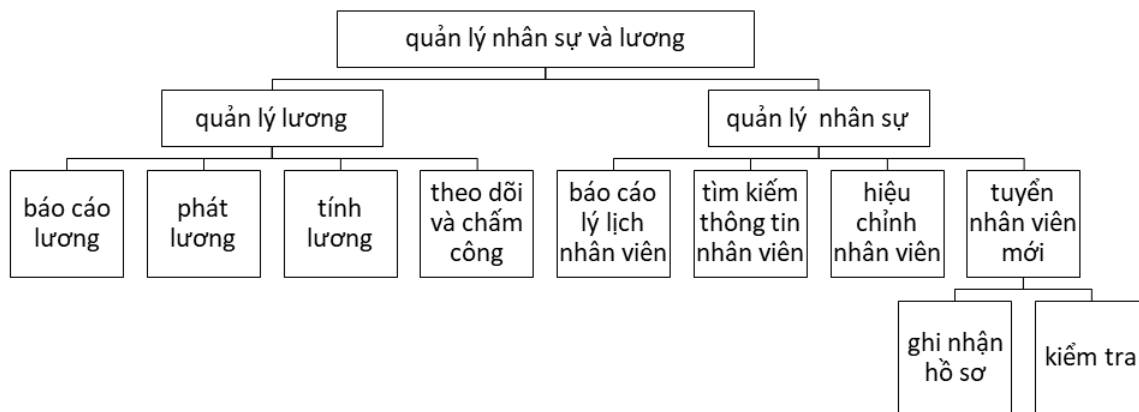 quản lý nhân sự và lương
quản lý lương
quản lý nhân sự
báo cáo
lương
phát
lương
tính
lương
theo dõi
và chấm
công
báo cáo
lý lịch
nhân viên
tìm kiếm
thông tin
nhân viên
hiệu
chỉnh
nhân viên
tuyển
nhân viên
mới
ghi nhận
hồ sơ
kiểm tra